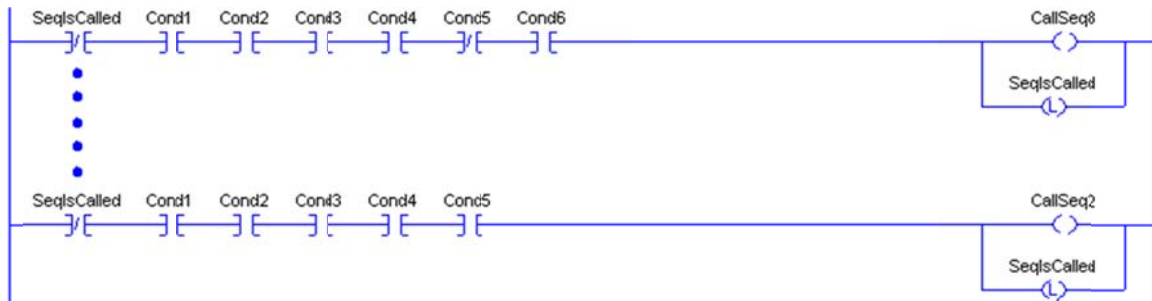 SeqIsCalled Cond1 Cond2 Cond3 Cond4 Cond5 Cond6 CallSeq8
SeqIsCalled
L
SeqIsCalled Cond1 Cond2 Cond3 Cond4 Cond5 CallSeq2
SeqIsCalled
L